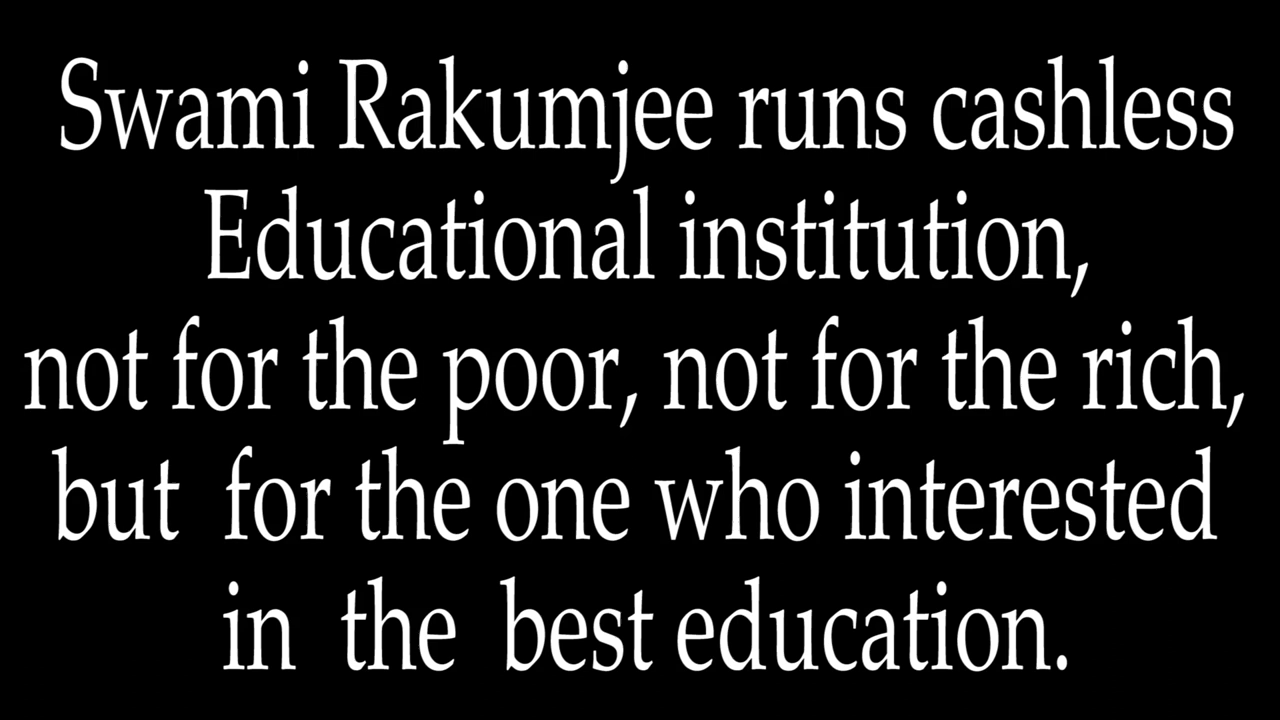 Swami Rakumjee runs cashless
Educational institution,
not for the poor, not for the rich,
but for the one who interested
in the best education.